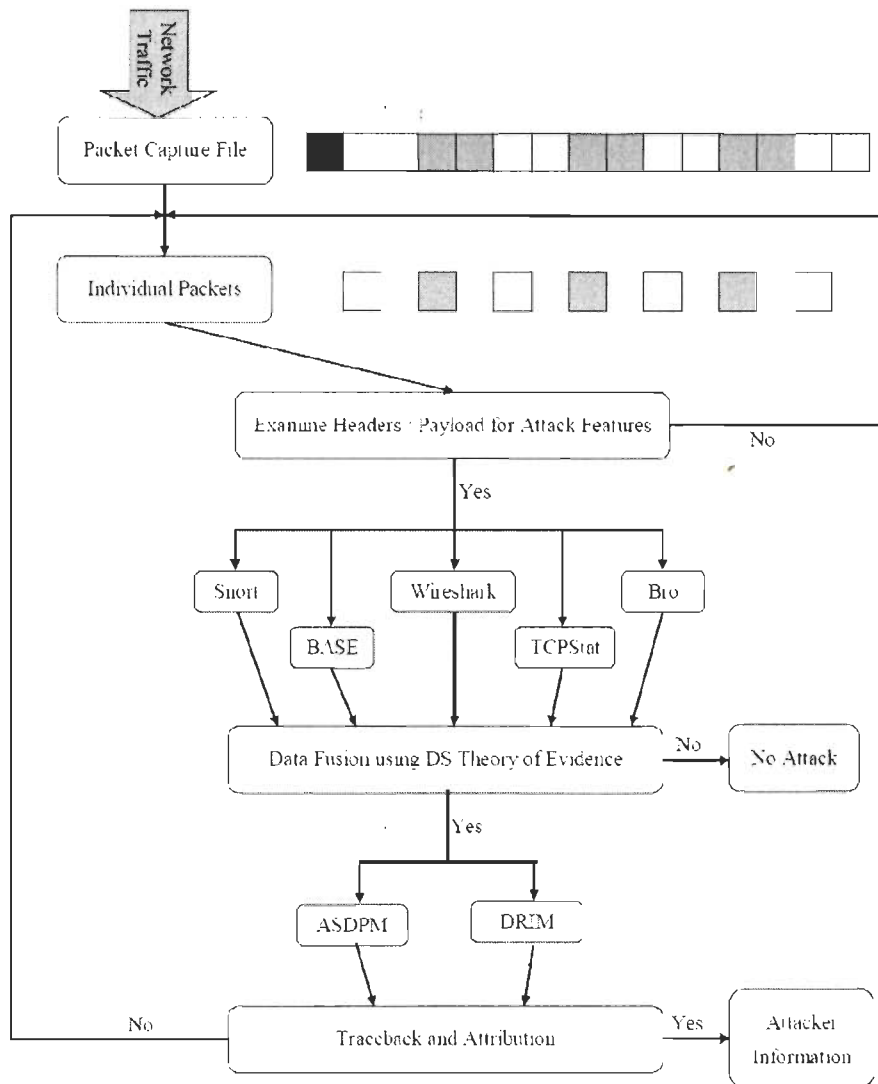 Network
Traffic
Packet Capture File
Individual Packets
Examine Headers / Payload for Attack Features
No
Yes
Snort
Wireshark
Bro
BASE
TCPStat
Data Fusion using DS Theory of Evidence
No
No Attack
Yes
ASDPM
DRIM
No
Traceback and Attribution
Yes
Attacker
Information